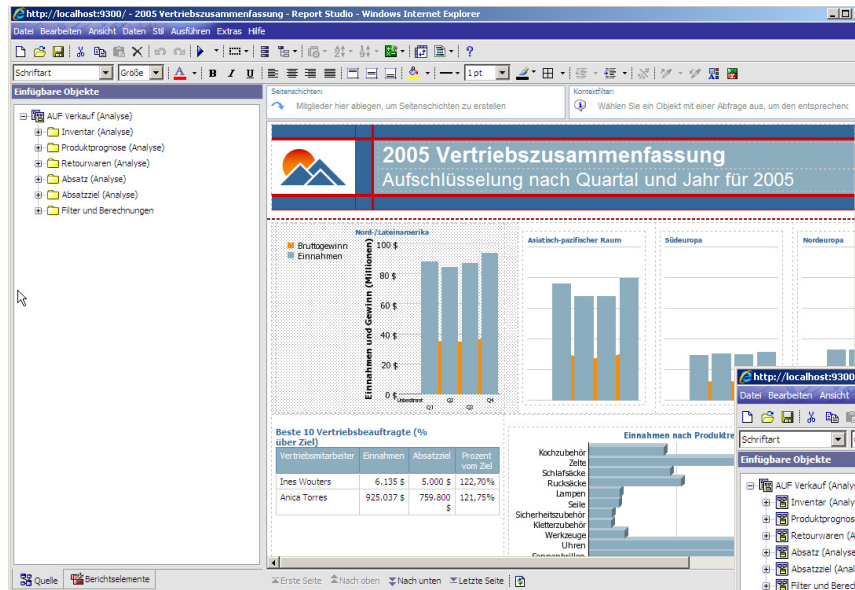 http://localhost:9300/ - 2005 Vertriebszusammenfassung - Report Studio - Windows Internet Explorer
Datei Bearbeiten Ansicht Daten Stil Ausführen Extras Hilfe
Schriftart Größe A B I U 1 pt
Einfügbare Objekte
AUF Verkauf (Analyse)
Inventar (Analyse)
Produktprognose (Analyse)
Retourwaren (Analyse)
Absatz (Analyse)
Absatzziel (Analyse)
Filter und Berechnungen
Quelle Berichtselemente
Seitenschichten:
Mitglieder hier ablegen, um Seitenschichten zu erstellen
Kontextfilter:
Wählen Sie ein Objekt mit einer Abfrage aus, um den entsprechenc
2005 Vertriebszusammenfassung
Aufschlüsselung nach Quartal und Jahr für 2005
Nord-/Lateinamerika
Bruttogewinn
Einnahmen
Einnahmen und Gewinn (Millionen)
100 $
80 $
60 $
40 $
20 $
0 $
Unbestimmt Q1 Q2 Q3 Q4
Asiatisch-pazifischer Raum
Südeuropa
Nordeuropa
Beste 10 Vertriebsbeauftragte (%
über Ziel)
Vertriebsmitarbeiter Einnahmen Absatzziel Prozent
vom Ziel
Ines Wouters 6.135 $ 5.000 $ 122,70%
Anica Torres 925.037 $ 759.800 121,75%
$
Einnahmen nach Produktre
Kochzubehör
Zelte
Schlafsäcke
Rucksäcke
Lampen
Seile
Sicherheitszubehör
Kletterzubehör
Werkzeuge
Uhren
Sonnenbrillen
Erste Seite Nach oben Nach unten Letzte Seite
http://localhost:9300
Datei Bearbeiten Ansicht
Schriftart
Einfügbare Objekte
AUF Verkauf (Analys
Inventar (Analy
Produktprognos
Retourwaren (A
Absatz (Analyse
Absatzziel (Anal
Filter und Berech